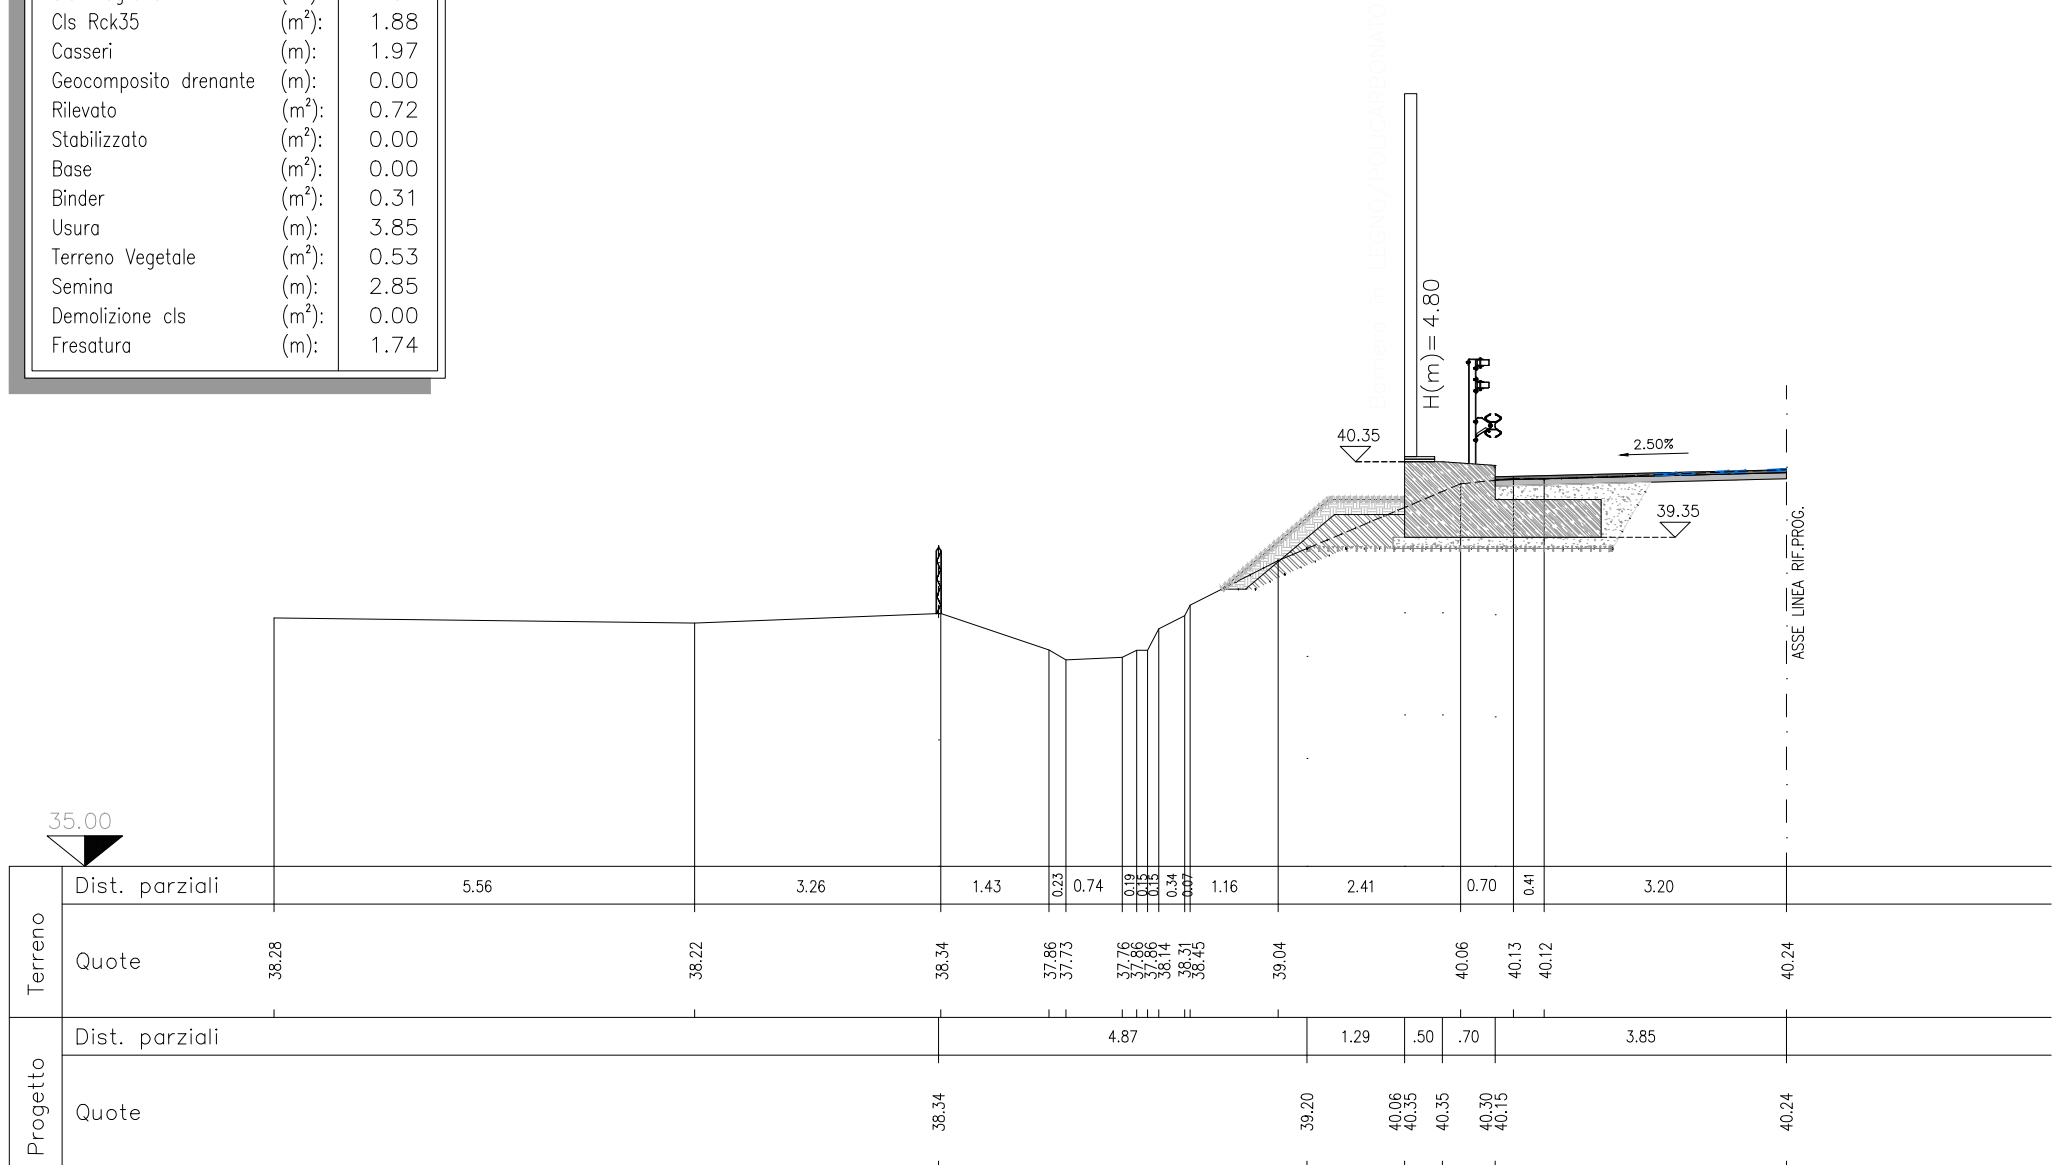 Cls Rck35 (m²): 1.88
Casseri (m): 1.97
Geocomposito drenante (m): 0.00
Rilevato (m²): 0.72
Stabilizzato (m²): 0.00
Base (m²): 0.00
Binder (m²): 0.31
Usura (m): 3.85
Terreno Vegetale (m²): 0.53
Semina (m): 2.85
Demolizione cls (m²): 0.00
Fresatura (m): 1.74
Barriera in LEGNO/POLICARBONATO
H(m)= 4.80
40.35
2.50%
39.35
ASSE LINEA RIF.PROG.
35.00
Terreno
Dist. parziali 5.56 3.26 1.43 0.23 0.74 0.19 0.15 0.15 0.34 0.07 1.16 2.41 0.70 0.41 3.20
Quote 38.28 38.22 38.34 37.86 37.73 37.76 37.86 37.86 38.14 38.31 38.45 39.04 40.06 40.13 40.12 40.24
Progetto
Dist. parziali 4.87 1.29 .50 .70 3.85
Quote 38.34 39.20 40.06 40.35 40.35 40.30 40.15 40.24